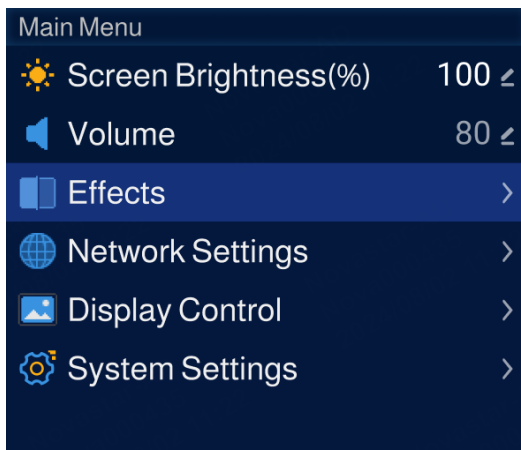 Main Menu
Screen Brightness(%) 100
Volume 80
Effects
Network Settings
Display Control
System Settings